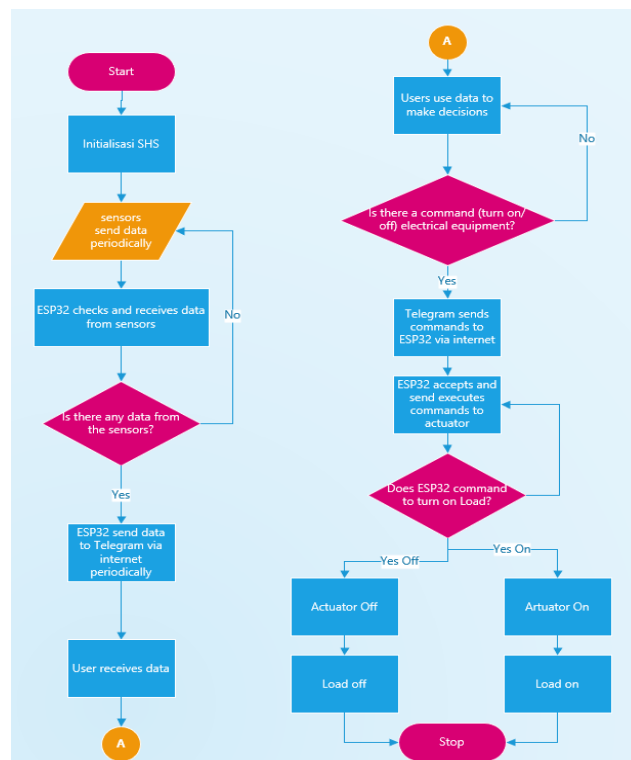 Start
Initialisasi SHS
sensors
send data
periodically
ESP32 checks and receives data
from sensors
No
Is there any data from
the sensors?
Yes
ESP32 send data
to Telegram via
internet
periodically
User receives data
A
A
Users use data to
make decisions
No
Is there a command (turn on/
off) electrical equipment?
Yes
Telegram sends
commands to
ESP32 via internet
ESP32 accepts and
send executes
commands to
actuator
Does ESP32 command
to turn on Load?
Yes Off
Yes On
Actuator Off
Artuator On
Load off
Load on
Stop